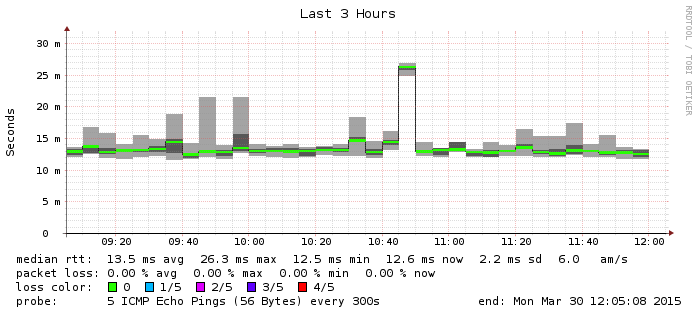 Last 3 Hours
RRDTOOL / TOBI OETIKER
Seconds
30 m
25 m
20 m
15 m
10 m
5 m
0
09:20 09:40 10:00 10:20 10:40 11:00 11:20 11:40 12:00
median rtt: 13.5 ms avg 26.3 ms max 12.5 ms min 12.6 ms now 2.2 ms sd 6.0 am/s
packet loss: 0.00 % avg 0.00 % max 0.00 % min 0.00 % now
loss color: 0 1/5 2/5 3/5 4/5
probe: 5 ICMP Echo Pings (56 Bytes) every 300s end: Mon Mar 30 12:05:08 2015